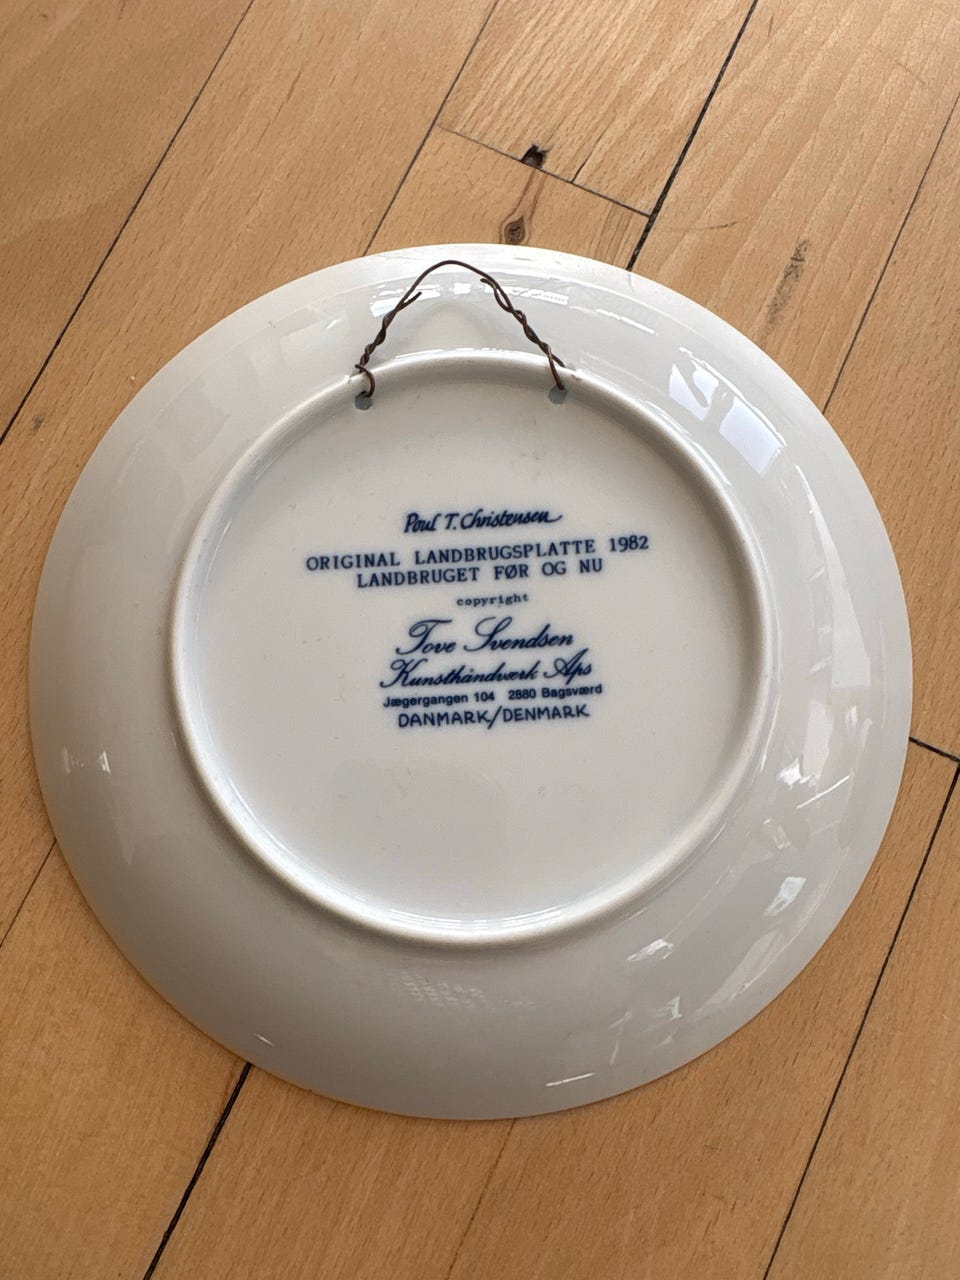 Poul T. Christensen
ORIGINAL LANDBRUGSPLATTE 1982
LANDBRUGET FØR OG NU
copyright
Tove Svendsen
Kunsthåndværk Aps
Jægergangen 104 2880 Bagsværd
DANMARK/DENMARK